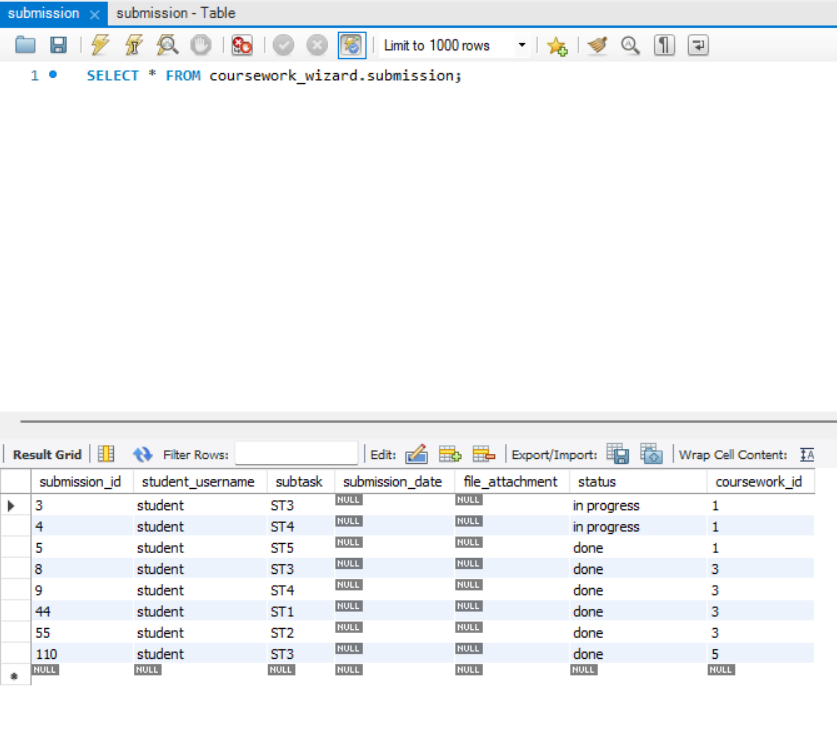 submission submission - Table
Limit to 1000 rows
1 SELECT * FROM coursework_wizard.submission;
Result Grid Filter Rows: Edit: Export/Import: Wrap Cell Content: IA
submission_id student_username subtask submission_date file_attachment status coursework_id
3 student ST3 NULL NULL in progress 1
4 student ST4 NULL NULL in progress 1
5 student ST5 NULL NULL done 1
8 student ST3 NULL NULL done 3
9 student ST4 NULL NULL done 3
44 student ST1 NULL NULL done 3
55 student ST2 NULL NULL done 3
110 student ST3 NULL NULL done 5
NULL NULL NULL NULL NULL NULL NULL